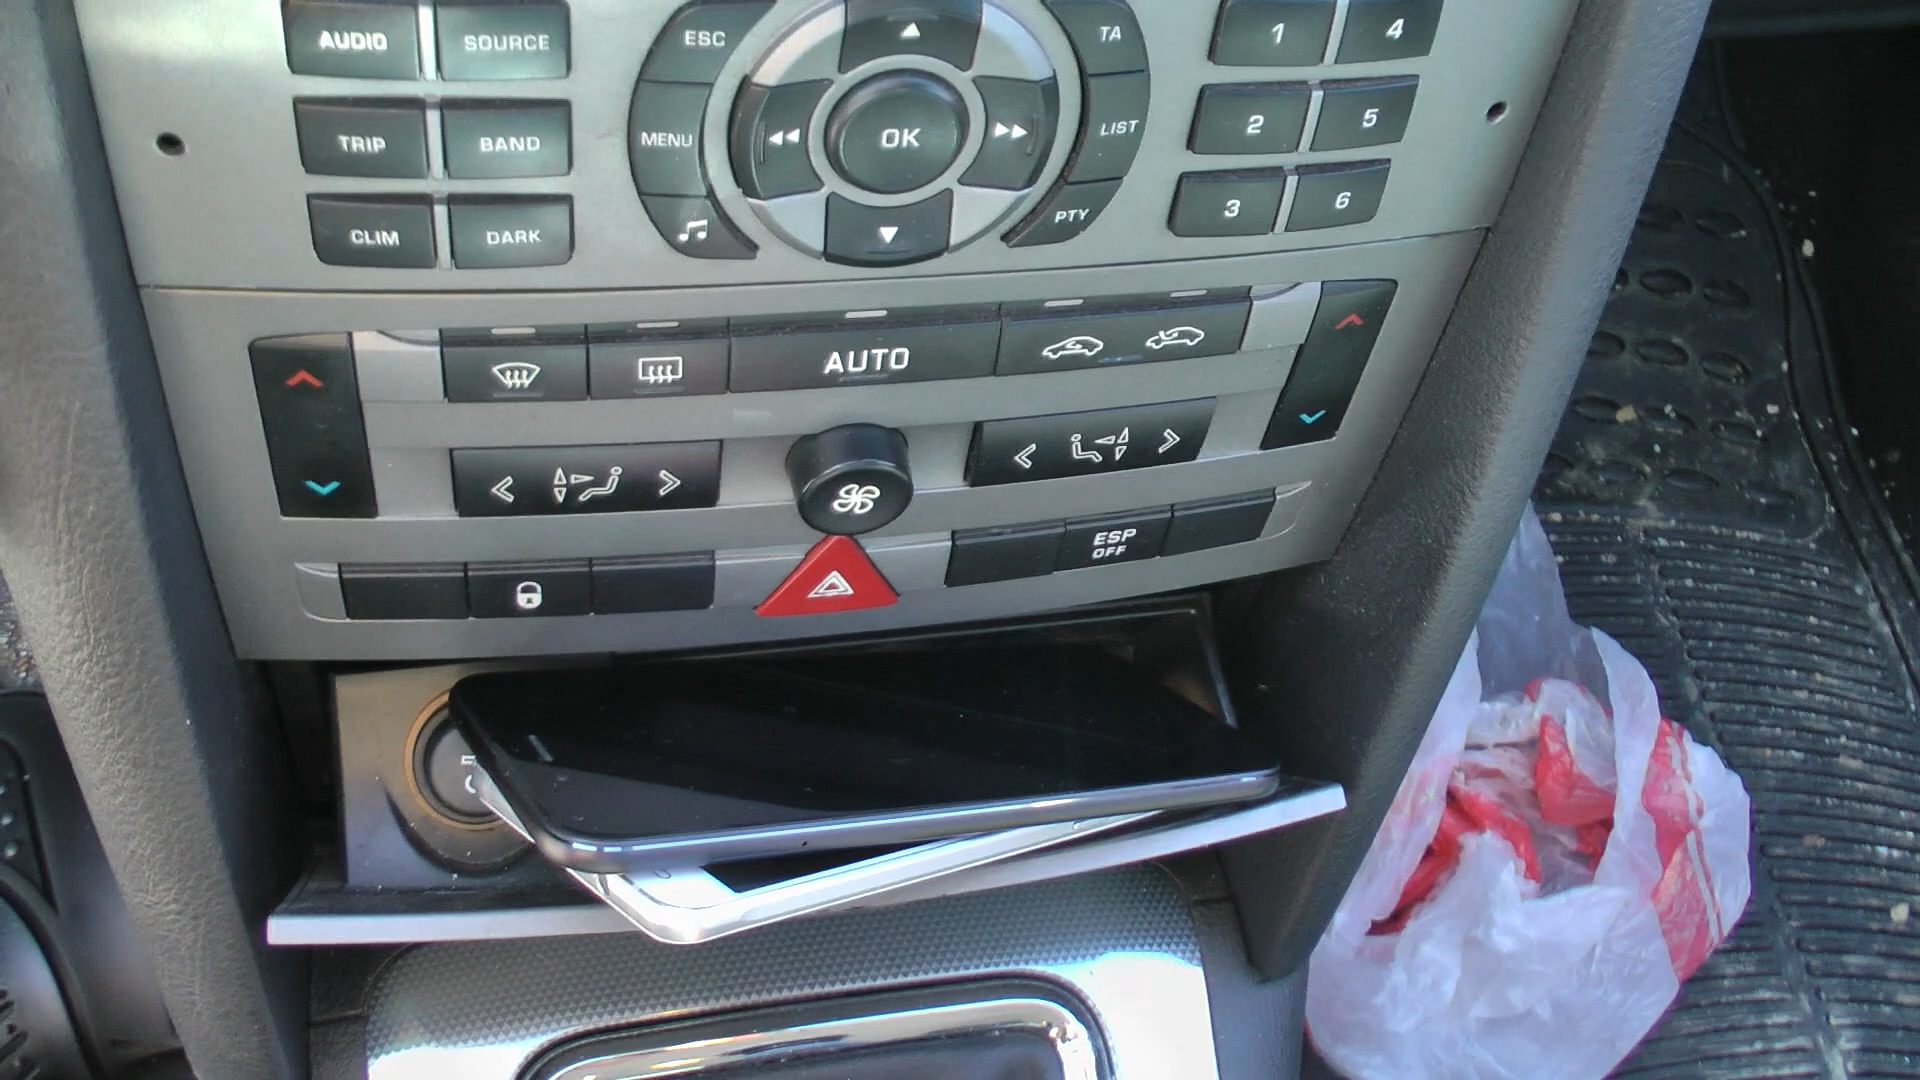 AUDIO
SOURCE
ESC
TA
1
4
TRIP
BAND
MENU
OK
LIST
2
5
CLIM
DARK
PTY
3
6
AUTO
ESP
OFF